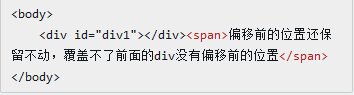 <body>
    <div id="div1"></div><span>偏移前的位置还保
留不动，覆盖不了前面的div没有偏移前的位置</span>
</body>